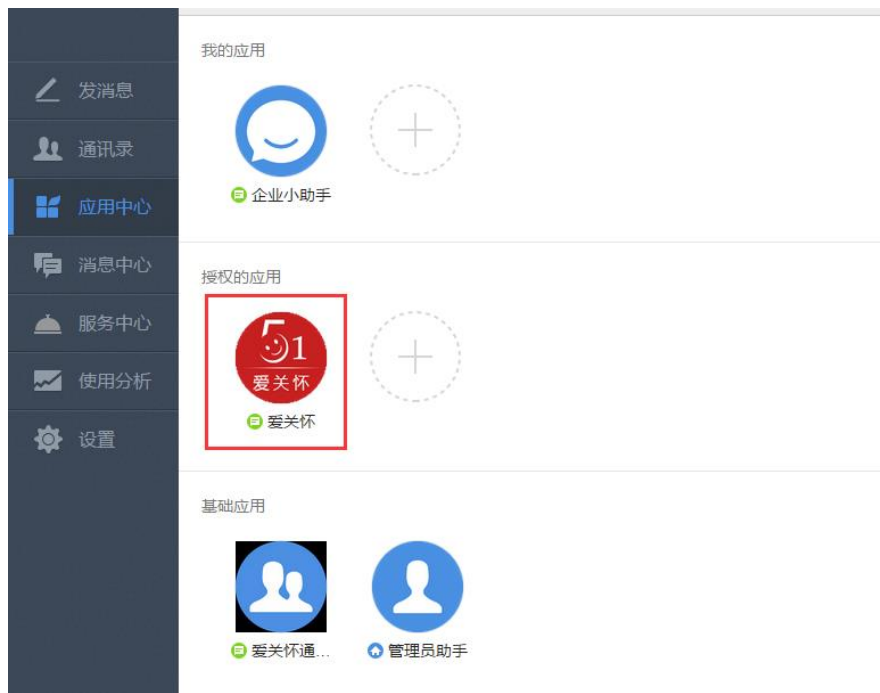 发消息
通讯录
应用中心
消息中心
服务中心
使用分析
设置
我的应用
企业小助手
授权的应用
51
爱关怀
爱关怀
基础应用
爱关怀通...
管理员助手